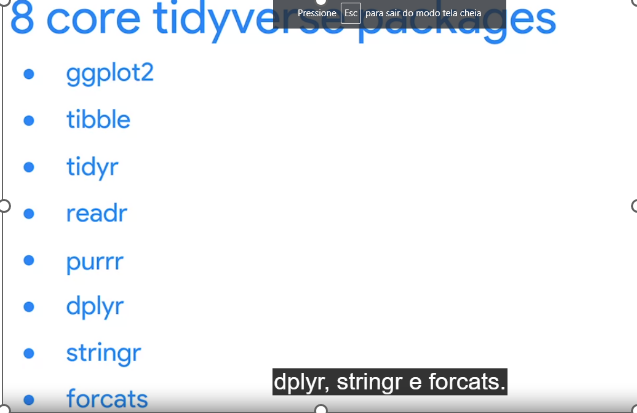 8 core tidyverse packages
Pressione Esc para sair do modo tela cheia
ggplot2
tibble
tidyr
readr
purrr
dplyr
stringr
forcats
dplyr, stringr e forcats.